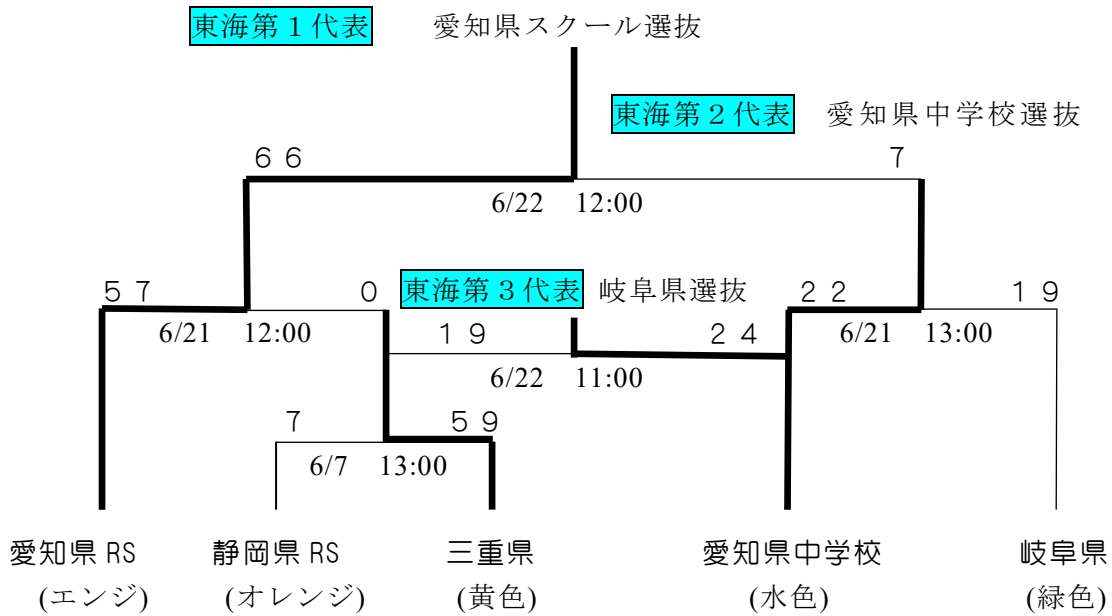 東海第１代表 愛知県スクール選抜
東海第２代表 愛知県中学校選抜
６６ ７
6/22 12:00
５７ ０ 東海第３代表 岐阜県選抜 ２２ １９
6/21 12:00 １９ ２４ 6/21 13:00
6/22 11:00
７ ５９
6/7 13:00
愛知県 RS 静岡県 RS 三重県 愛知県中学校 岐阜県
(エンジ) (オレンジ) (黄色) (水色) (緑色)